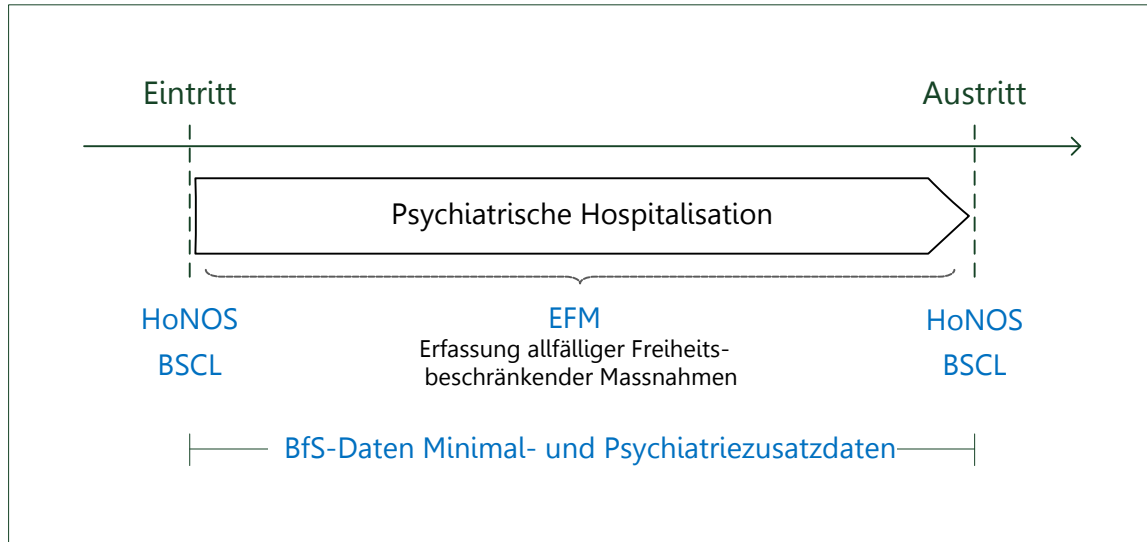 Eintritt
Austritt
Psychiatrische Hospitalisation
HoNOS
BSCL
EFM
Erfassung allfälliger Freiheits-
beschränkender Massnahmen
HoNOS
BSCL
BfS-Daten Minimal- und Psychiatriezusatzdaten